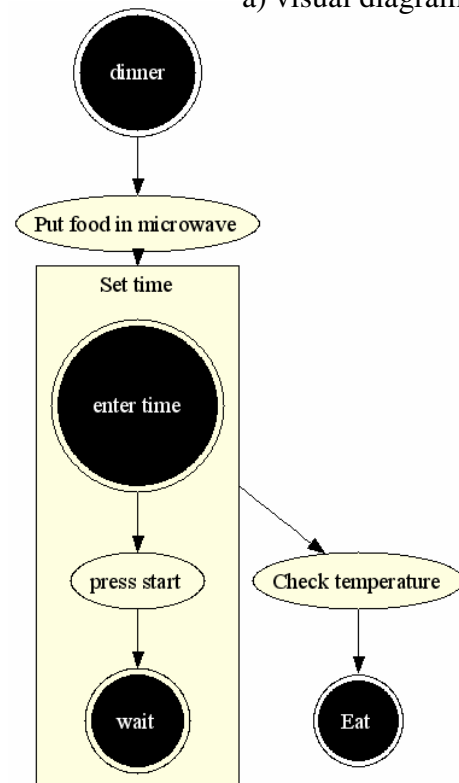 a) visual diagram
dinner
Put food in microwave
Set time
enter time
press start
Check temperature
wait
Eat